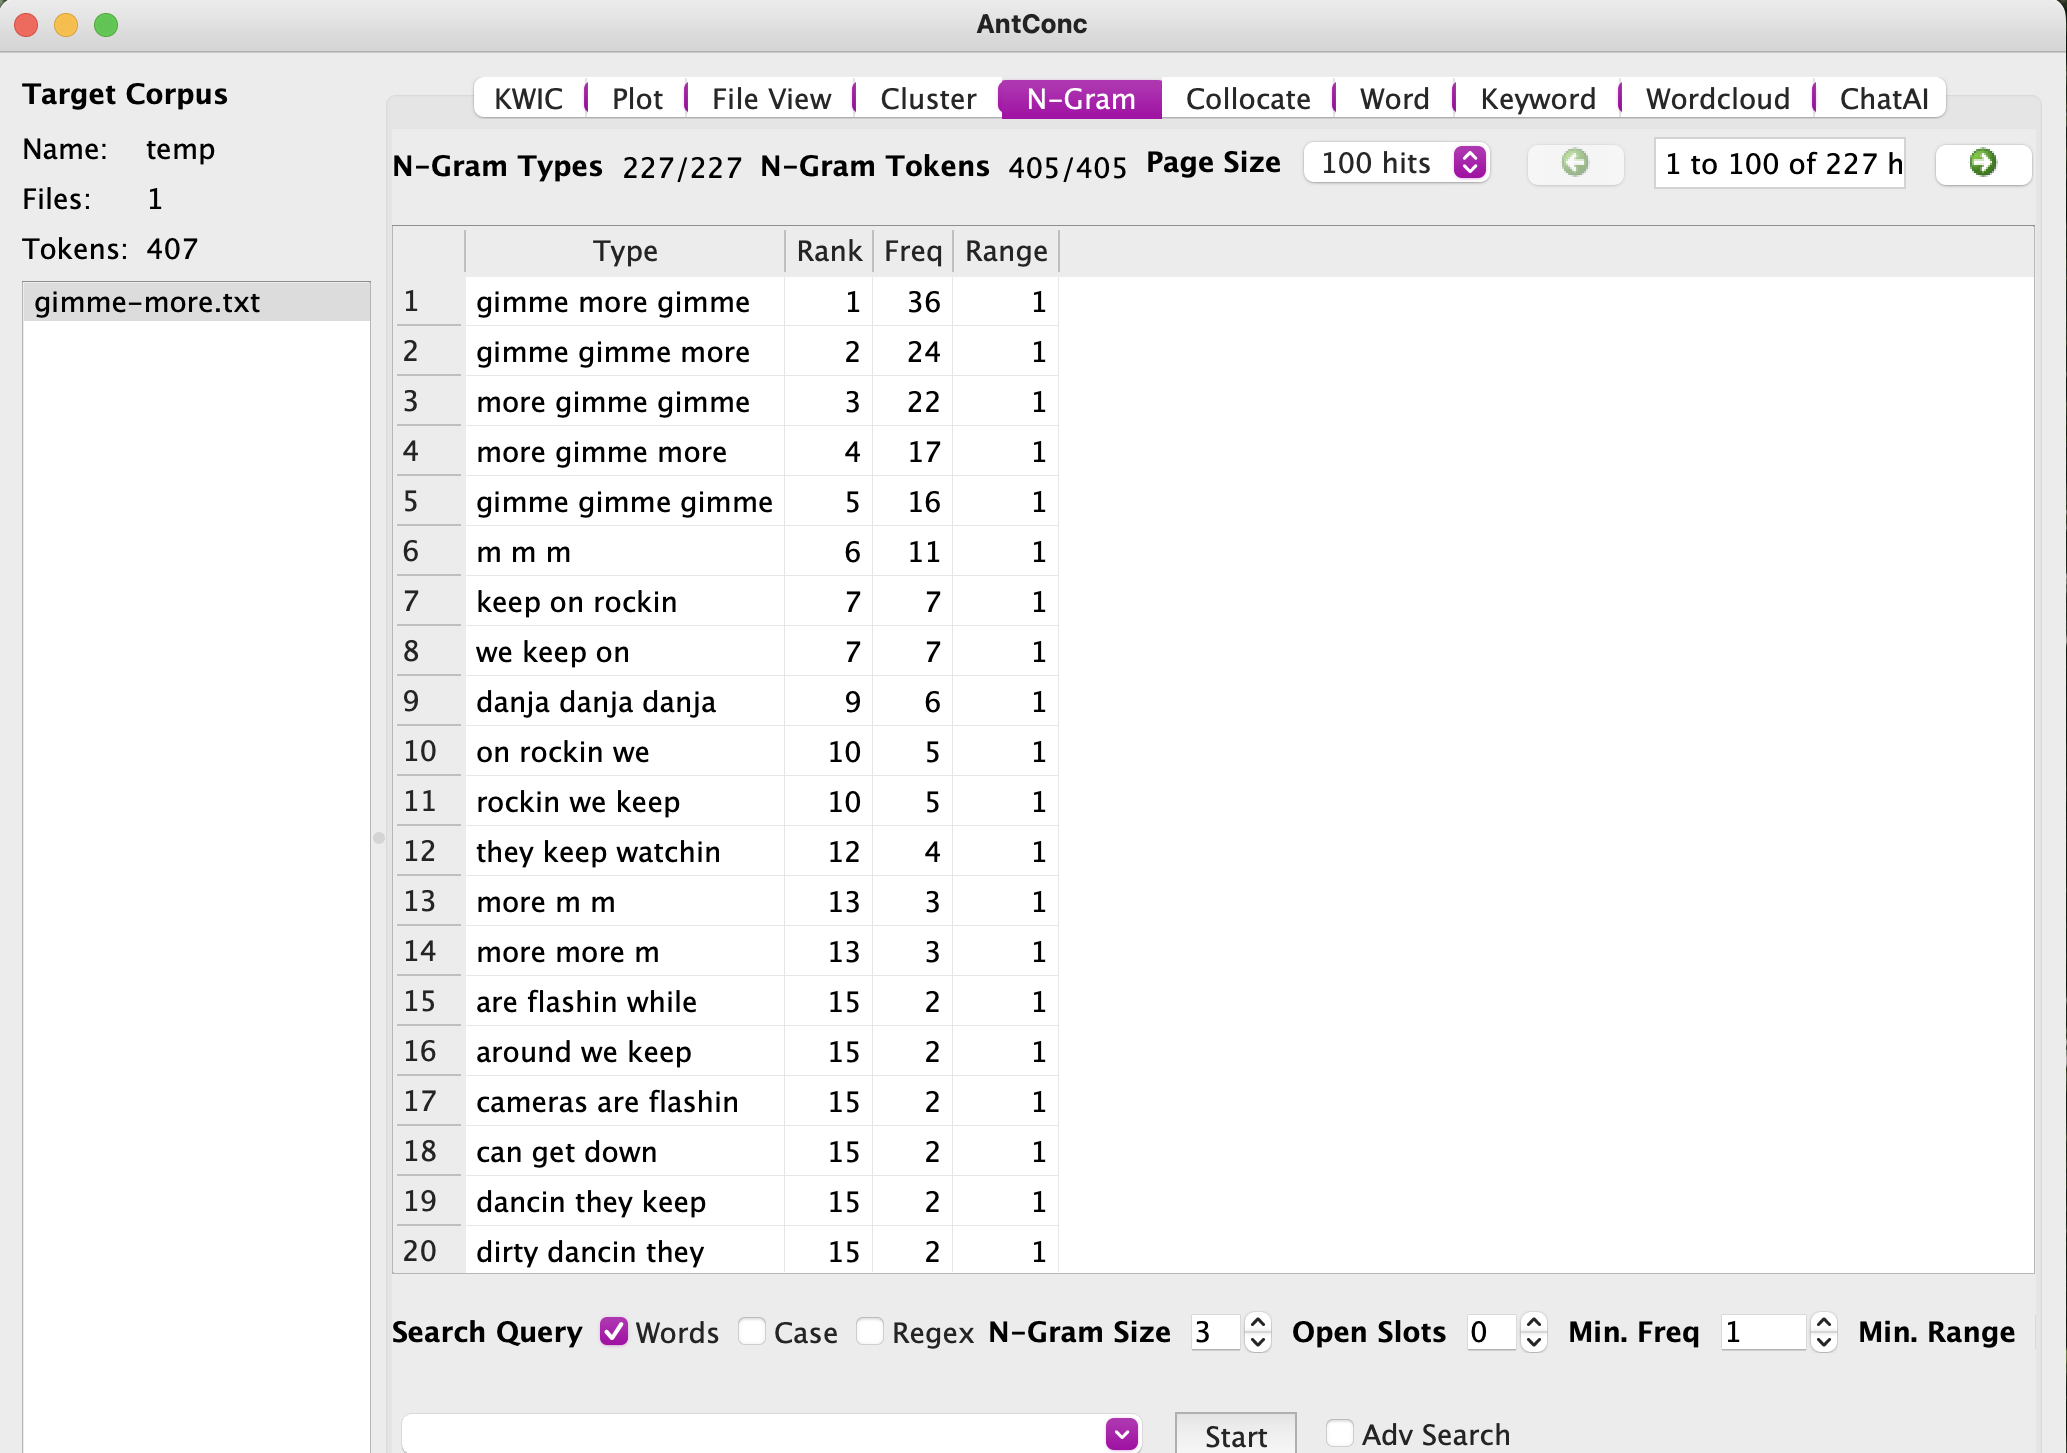 AntConc
Target Corpus
Name: temp
Files: 1
Tokens: 407
gimme-more.txt
KWIC Plot File View Cluster N-Gram Collocate Word Keyword Wordcloud ChatAI
N-Gram Types 227/227 N-Gram Tokens 405/405 Page Size 100 hits 1 to 100 of 227 h
Type Rank Freq Range
1 gimme more gimme 1 36 1
2 gimme gimme more 2 24 1
3 more gimme gimme 3 22 1
4 more gimme more 4 17 1
5 gimme gimme gimme 5 16 1
6 m m m 6 11 1
7 keep on rockin 7 7 1
8 we keep on 7 7 1
9 danja danja danja 9 6 1
10 on rockin we 10 5 1
11 rockin we keep 10 5 1
12 they keep watchin 12 4 1
13 more m m 13 3 1
14 more more m 13 3 1
15 are flashin while 15 2 1
16 around we keep 15 2 1
17 cameras are flashin 15 2 1
18 can get down 15 2 1
19 dancin they keep 15 2 1
20 dirty dancin they 15 2 1
Search Query Words Case Regex N-Gram Size 3 Open Slots 0 Min. Freq 1 Min. Range
Start Adv Search